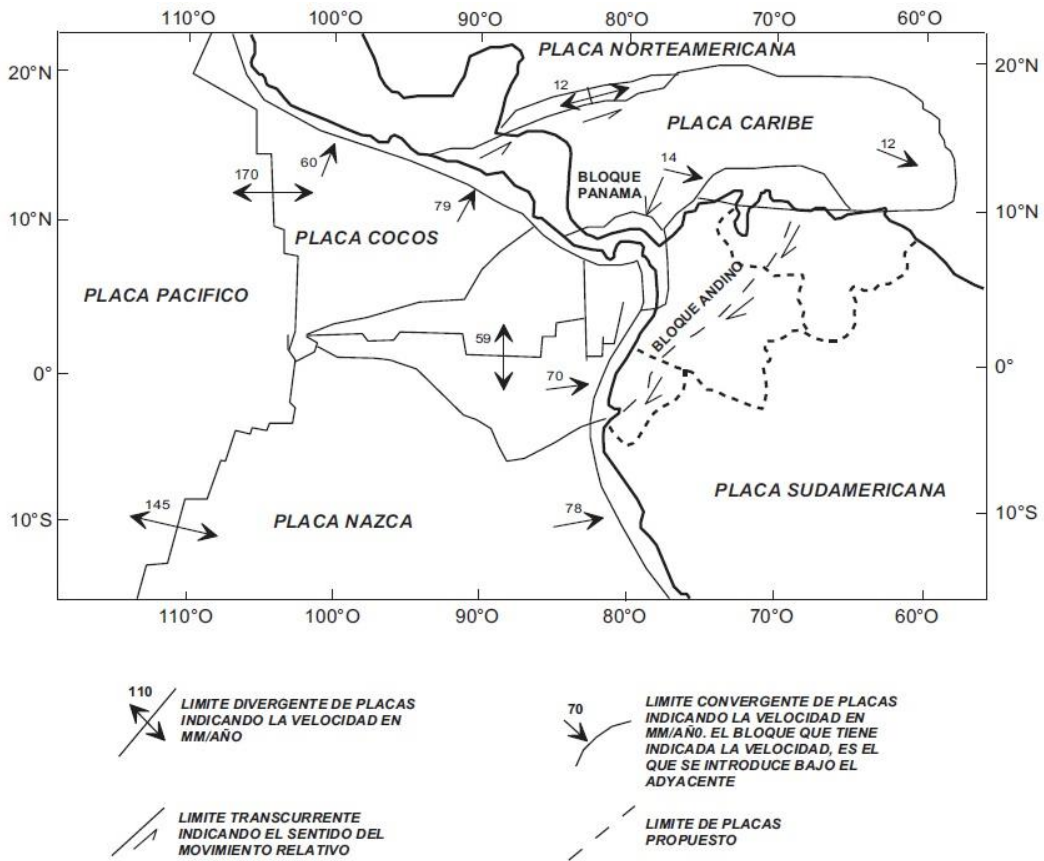 110°O 100°O 90°O 80°O 70°O 60°O
20°N 20°N
PLACA NORTEAMERICANA
12
PLACA CARIBE
12
14
BLOQUE
PANAMA
60
170
79
10°N 10°N
PLACA COCOS
PLACA PACIFICO
BLOQUE ANDINO
59
70
0° 0°
PLACA SUDAMERICANA
145
78
PLACA NAZCA
10°S 10°S
110°O 100°O 90°O 80°O 70°O 60°O
110
LIMITE DIVERGENTE DE PLACAS
INDICANDO LA VELOCIDAD EN
MM/AÑO
70
LIMITE CONVERGENTE DE PLACAS
INDICANDO LA VELOCIDAD EN
MM/AÑ0. EL BLOQUE QUE TIENE
INDICADA LA VELOCIDAD, ES EL
QUE SE INTRODUCE BAJO EL
ADYACENTE
LIMITE TRANSCURRENTE
INDICANDO EL SENTIDO DEL
MOVIMIENTO RELATIVO
LIMITE DE PLACAS
PROPUESTO